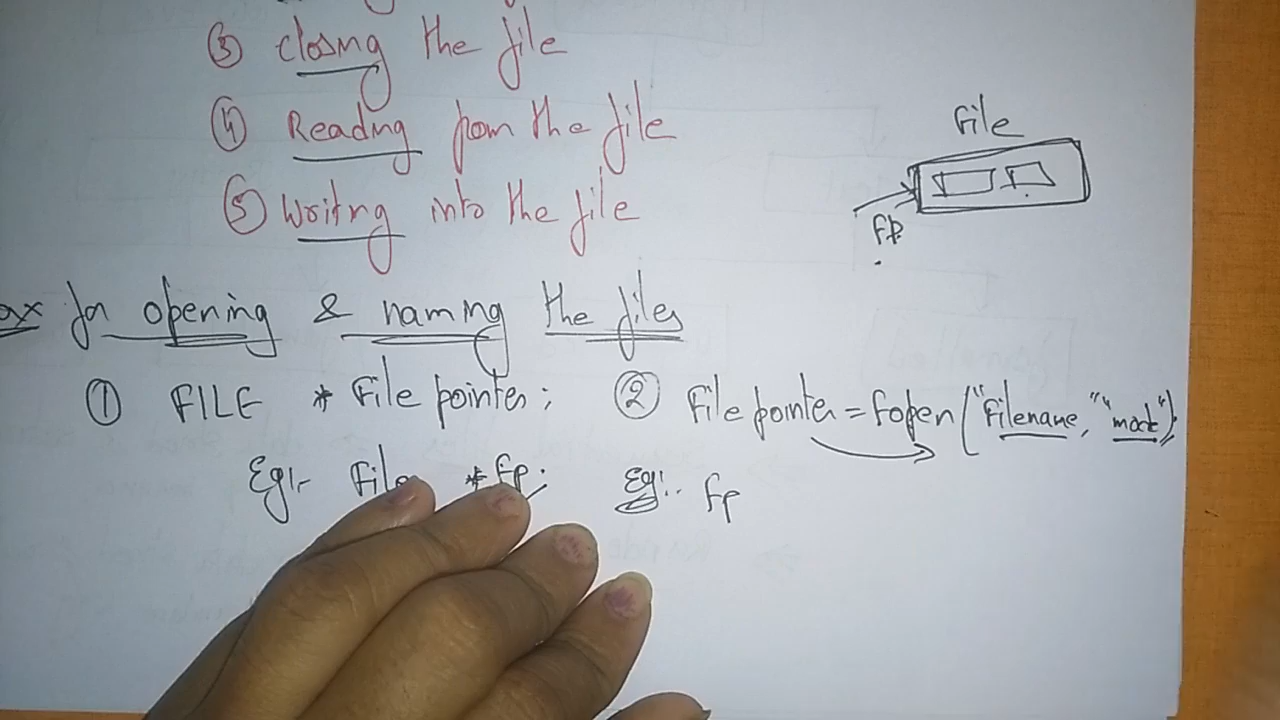 ③ closing the file
④ Reading from the file
⑤ Writing into the file
File
FP
ax for opening & naming the files
① FILE * File pointer;
② File pointer = Fopen("Filename", "mode");
Eg:- File *Fp;
Eg:- Fp